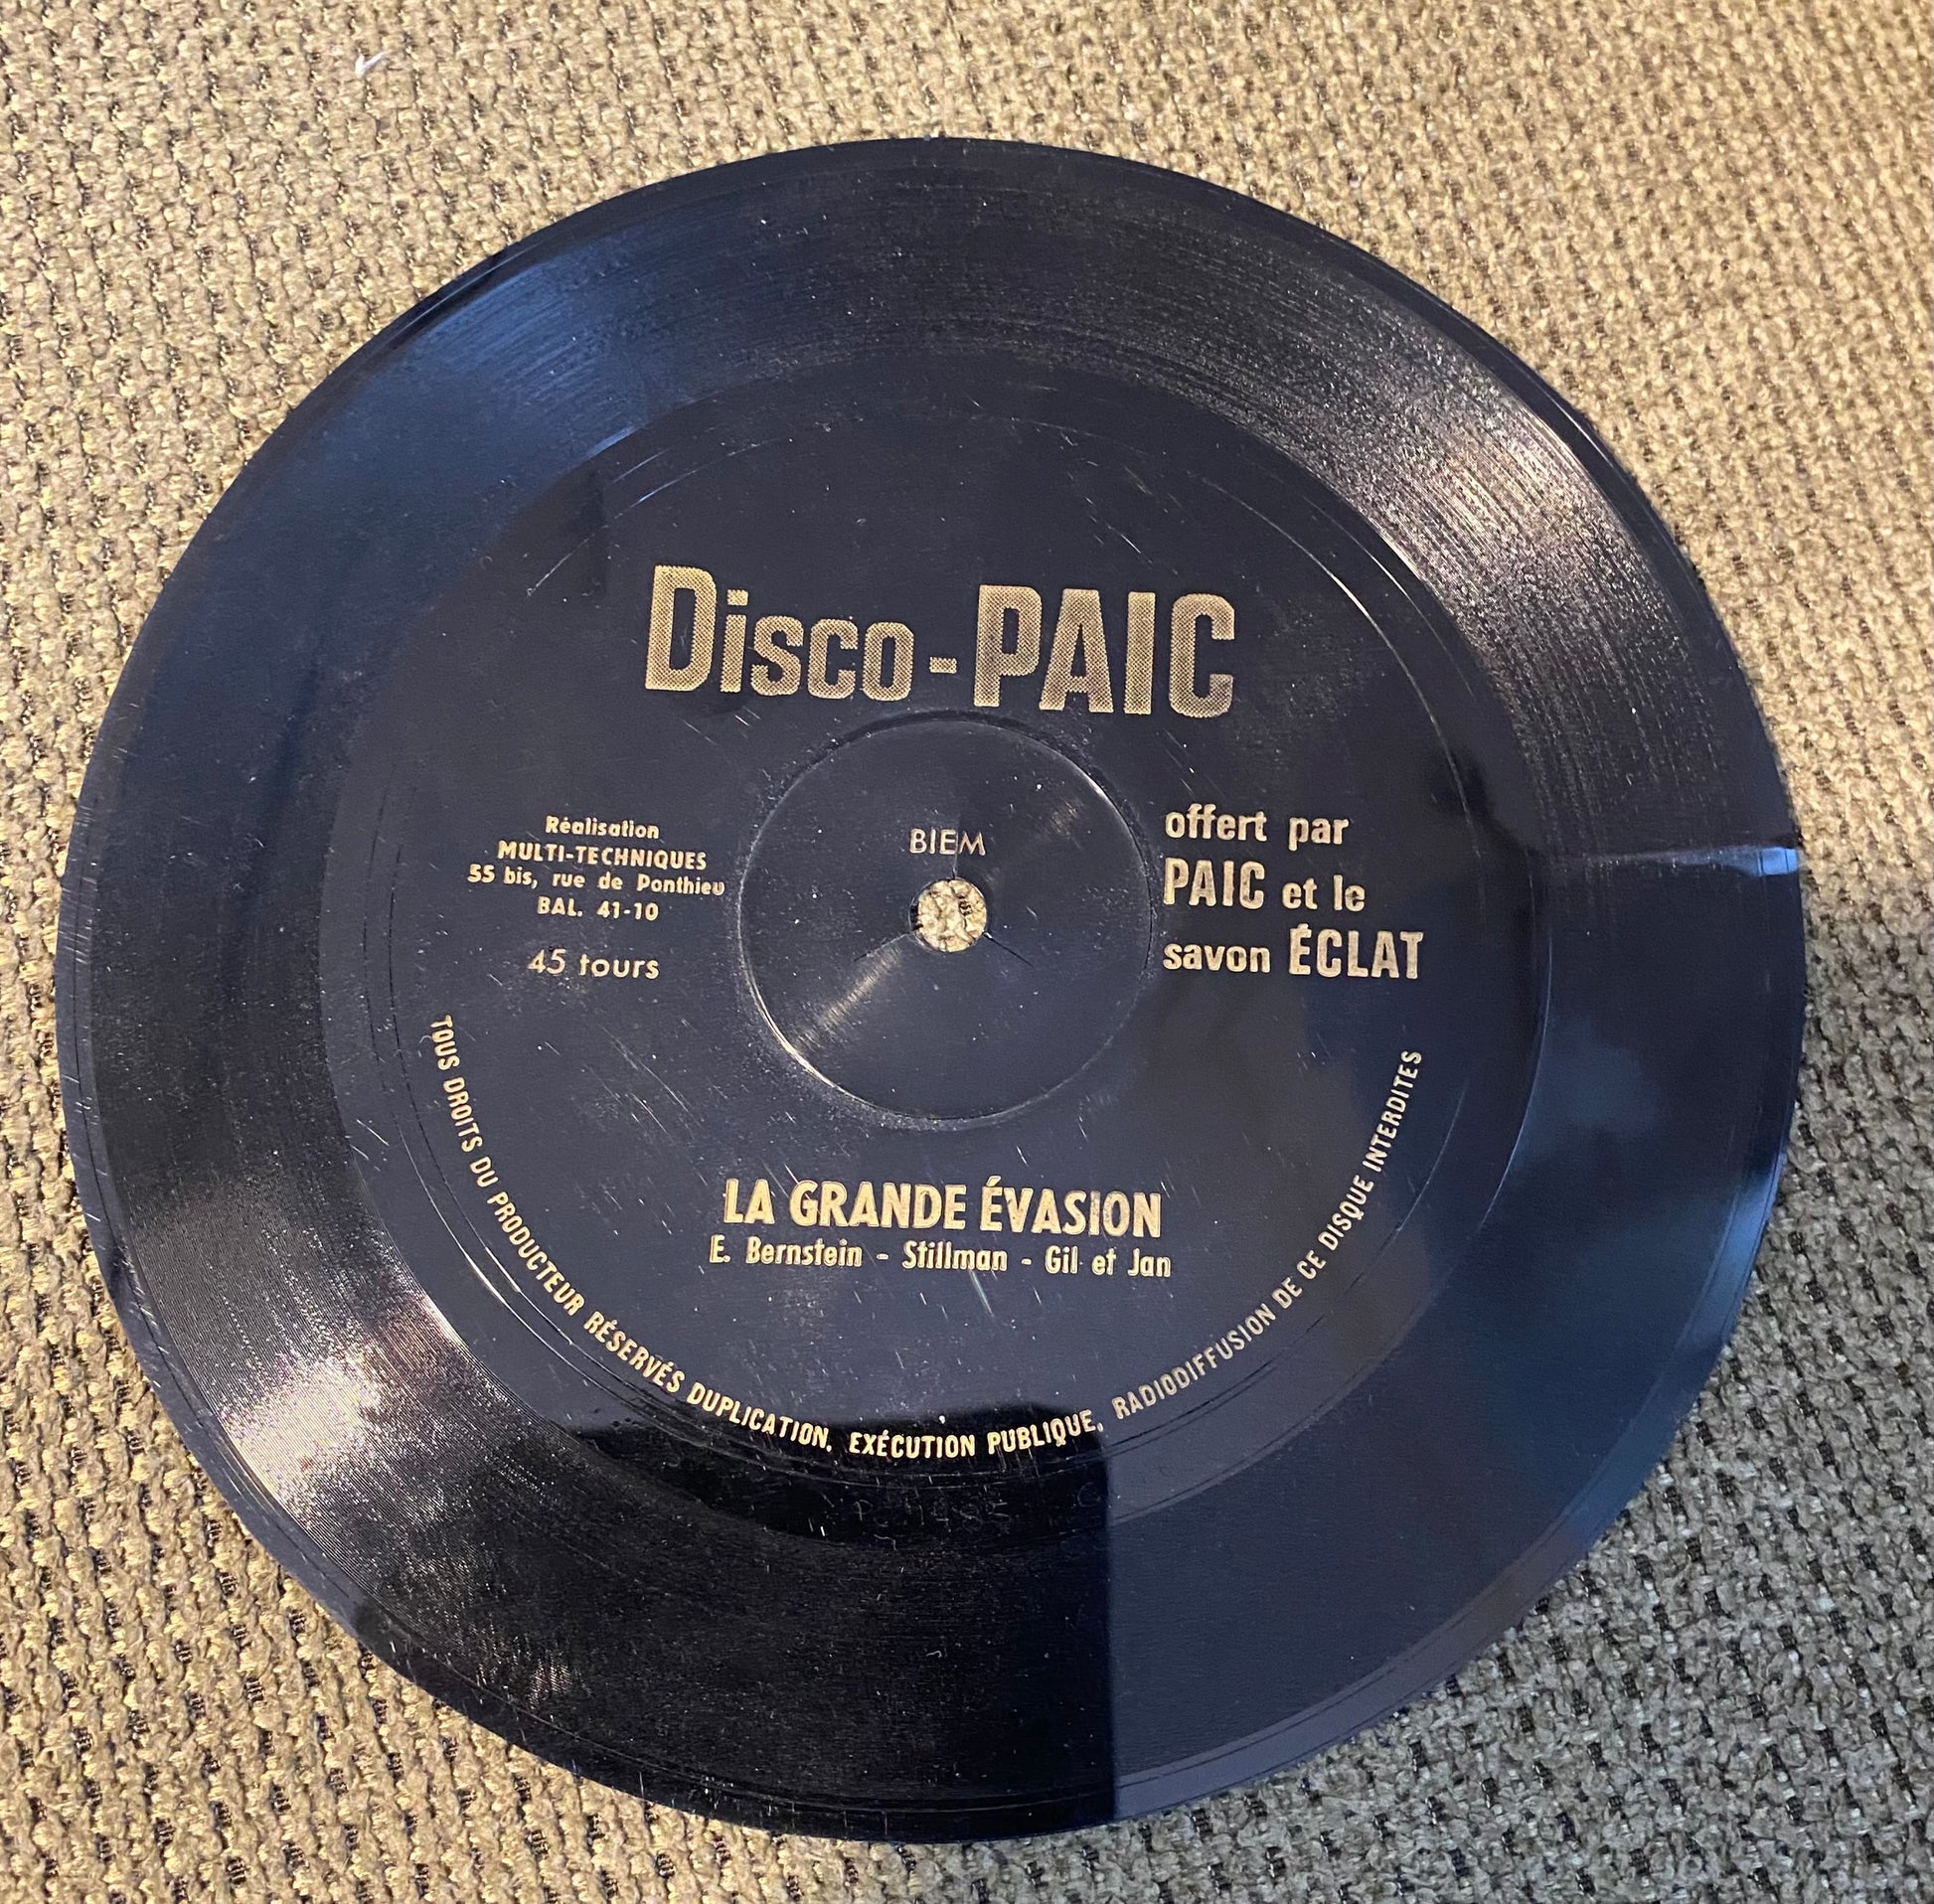 Disco-PAIC
Réalisation
MULTI-TECHNIQUES
55 bis, rue de Ponthieu
BAL. 41-10
45 tours
BIEM
offert par
PAIC et le
savon ÉCLAT
LA GRANDE ÉVASION
E. Bernstein - Stillman - Gil et Jan
TOUS DROITS DU PRODUCTEUR RÉSERVÉS DUPLICATION, EXÉCUTION PUBLIQUE, RADIODIFFUSION DE CE DISQUE INTERDITES